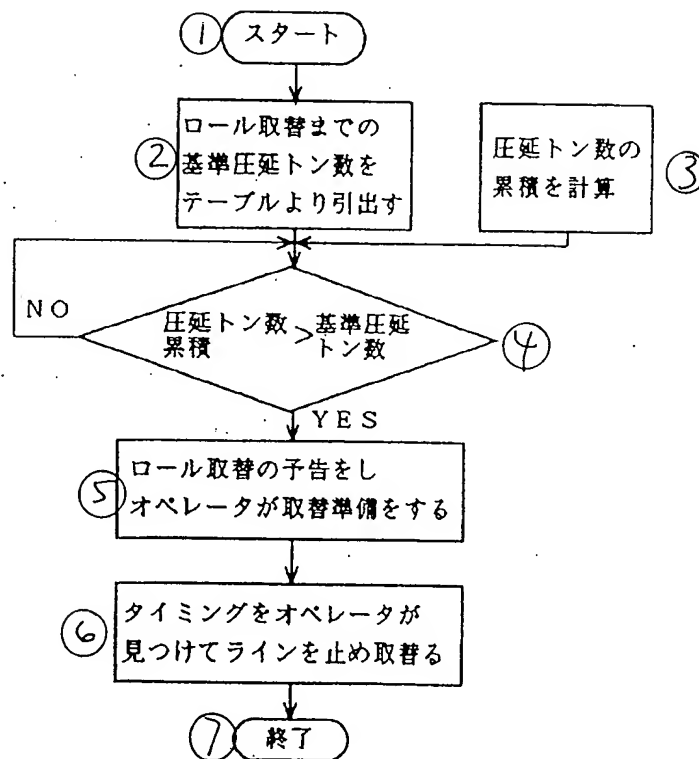 ① スタート
② ロール取替までの
基準圧延トン数を
テーブルより引出す
圧延トン数の
累積を計算
③
NO
圧延トン数
累積
>
基準圧延
トン数
④
YES
⑤ ロール取替の予告をし
オペレータが取替準備をする
⑥ タイミングをオペレータが
見つけてラインを止め取替る
⑦ 終了